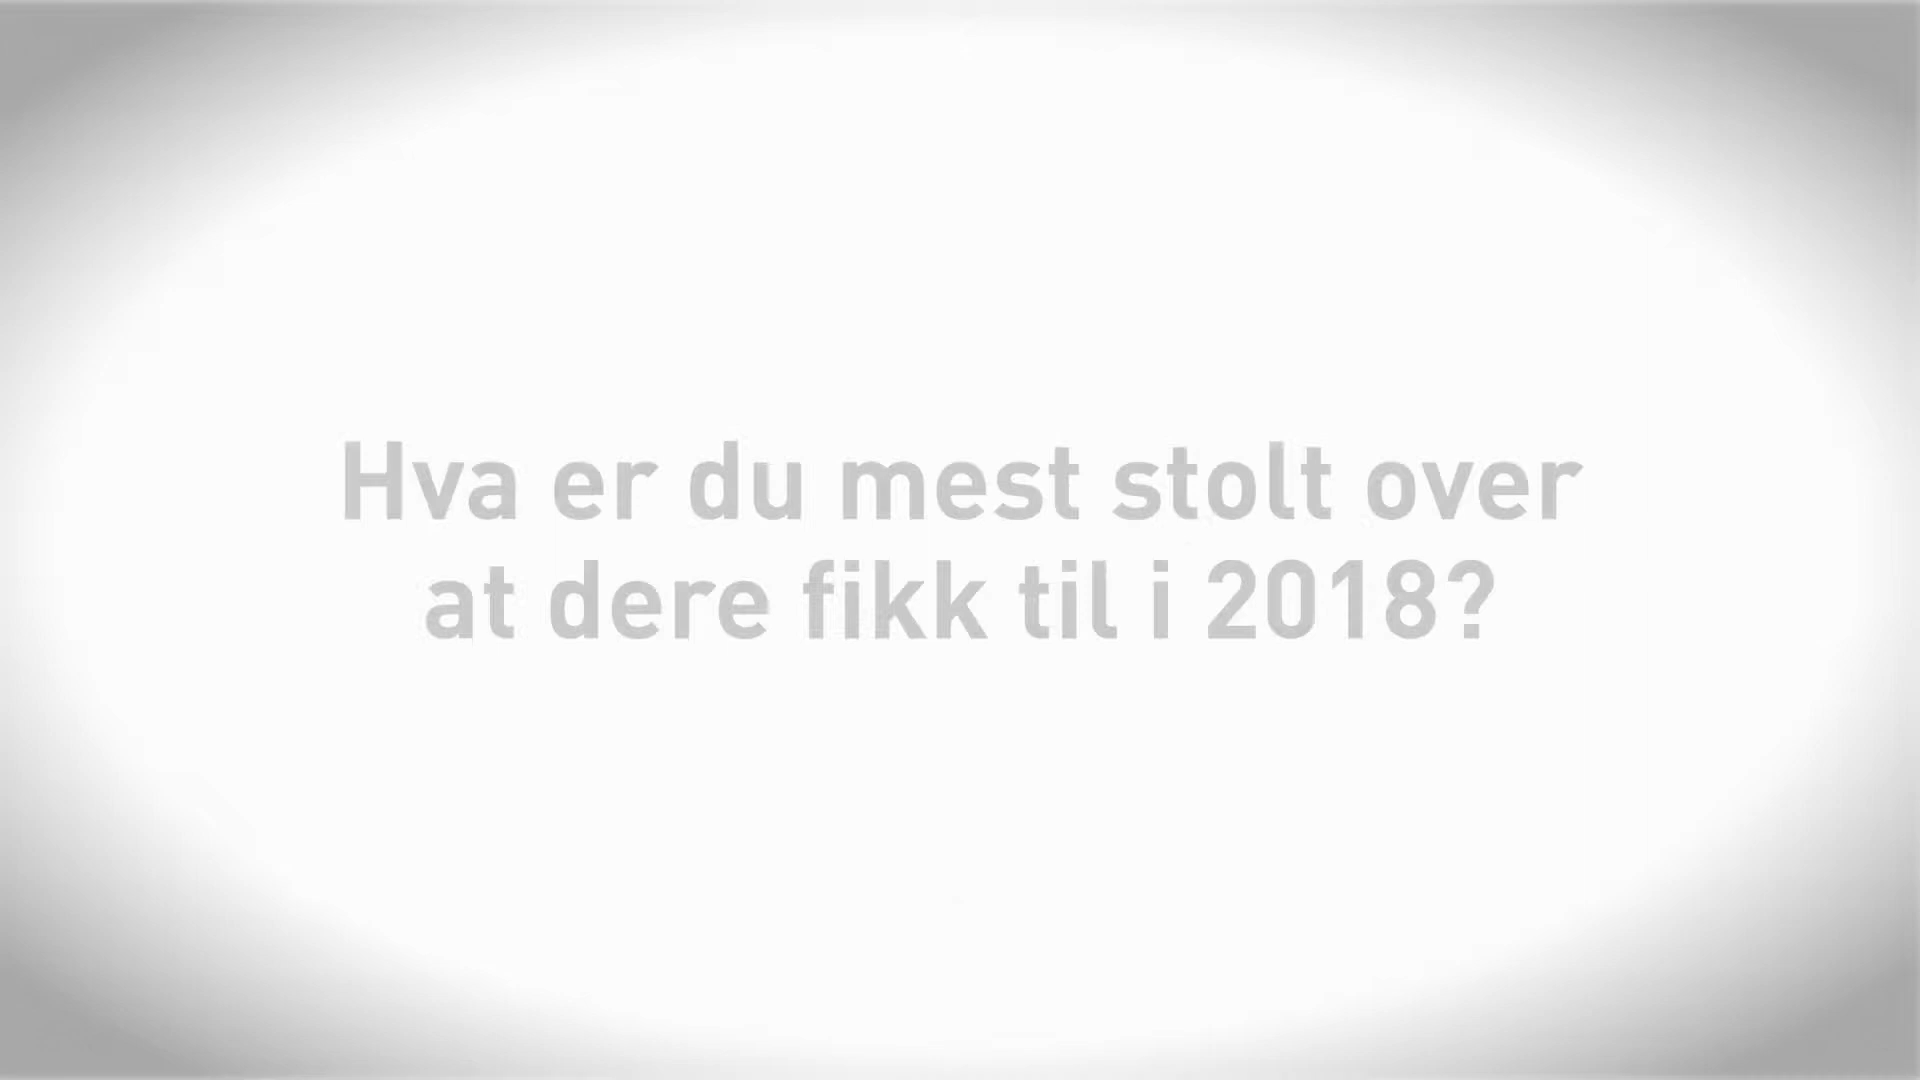 Hva er du mest stolt over
at dere fikk til i 2018?